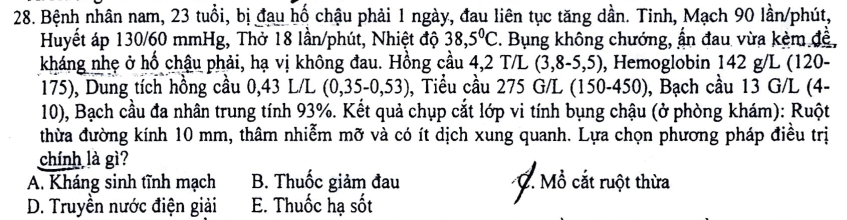 28. Bệnh nhân nam, 23 tuổi, bị đau hố chậu phải 1 ngày, đau liên tục tăng dần. Tỉnh, Mạch 90 lần/phút,
Huyết áp 130/60 mmHg, Thở 18 lần/phút, Nhiệt độ 38,5⁰C. Bụng không chướng, ấn đau vừa kèm đề
kháng nhẹ ở hố chậu phải, hạ vị không đau. Hồng cầu 4,2 T/L (3,8-5,5), Hemoglobin 142 g/L (120-
175), Dung tích hồng cầu 0,43 L/L (0,35-0,53), Tiểu cầu 275 G/L (150-450), Bạch cầu 13 G/L (4-
10), Bạch cầu đa nhân trung tính 93%. Kết quả chụp cắt lớp vi tính bụng chậu (ở phòng khám): Ruột
thừa đường kính 10 mm, thâm nhiễm mỡ và có ít dịch xung quanh. Lựa chọn phương pháp điều trị
chính là gì?
A. Kháng sinh tĩnh mạch B. Thuốc giảm đau C. Mổ cắt ruột thừa
D. Truyền nước điện giải E. Thuốc hạ sốt